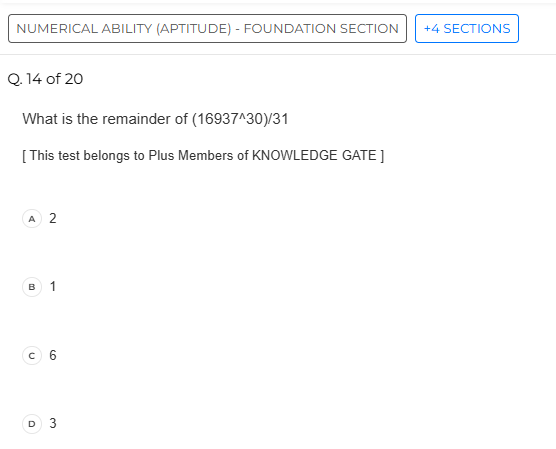 NUMERICAL ABILITY (APTITUDE) - FOUNDATION SECTION
+4 SECTIONS
Q. 14 of 20
What is the remainder of (16937^30)/31
[ This test belongs to Plus Members of KNOWLEDGE GATE ]
A 2
B 1
C 6
D 3